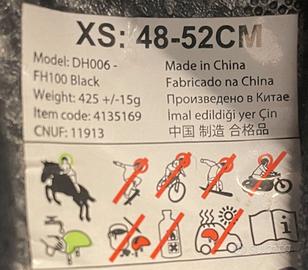 XS: 48-52CM
Model: DH006 -
FH100 Black
Weight: 425 +/-15g
Item code: 4135169
CNUF: 11913
Made in China
Fabricado na China
Произведено в Китае
İmal edildiği yer Çin
中国 制造 合格品